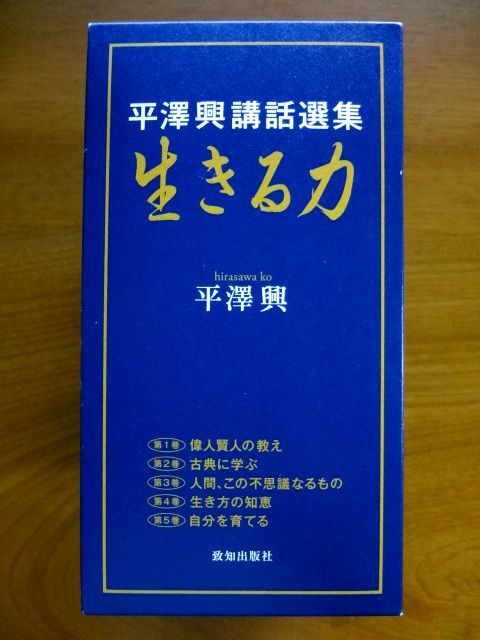 平澤興講話選集
生きる力
hirasawa ko
平澤興
第1巻 偉人賢人の教え
第2巻 古典に学ぶ
第3巻 人間、この不思議なるもの
第4巻 生き方の知恵
第5巻 自分を育てる
致知出版社